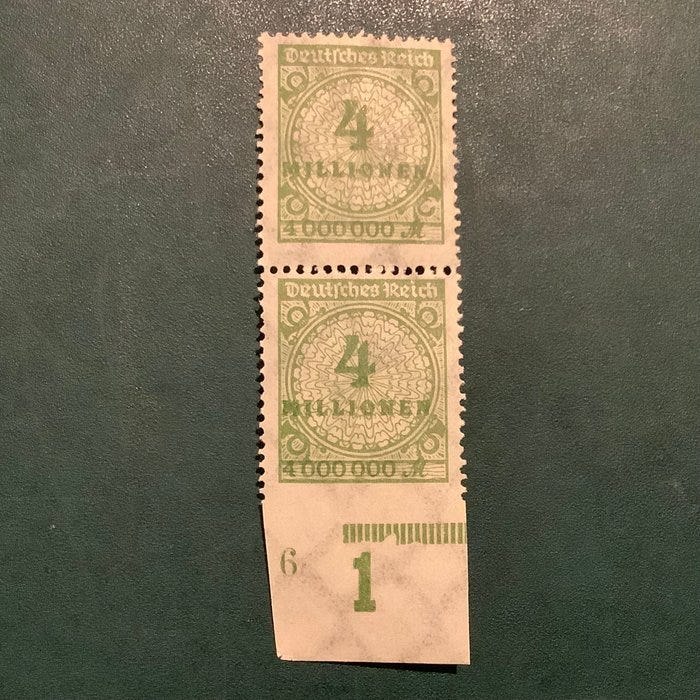 Deutsches Reich
4
MILLIONEN
4 000 000 M
Deutsches Reich
4
MILLIONEN
4 000 000 M
6
1